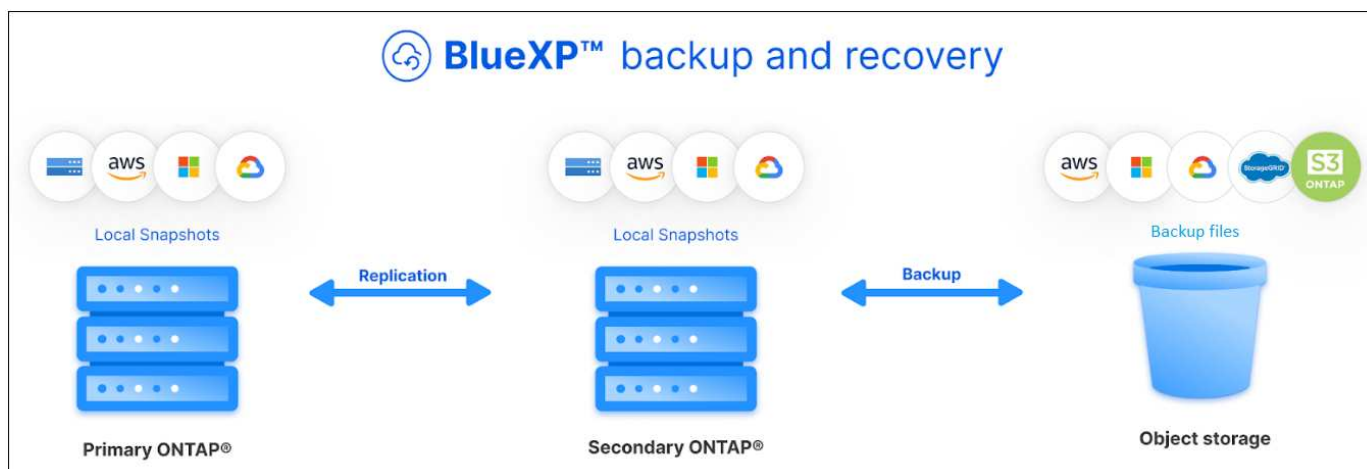 BlueXP™ backup and recovery
aws
aws
aws
StorageGRID
S3
ONTAP
Local Snapshots
Local Snapshots
Backup files
Replication
Backup
Primary ONTAP®
Secondary ONTAP®
Object storage